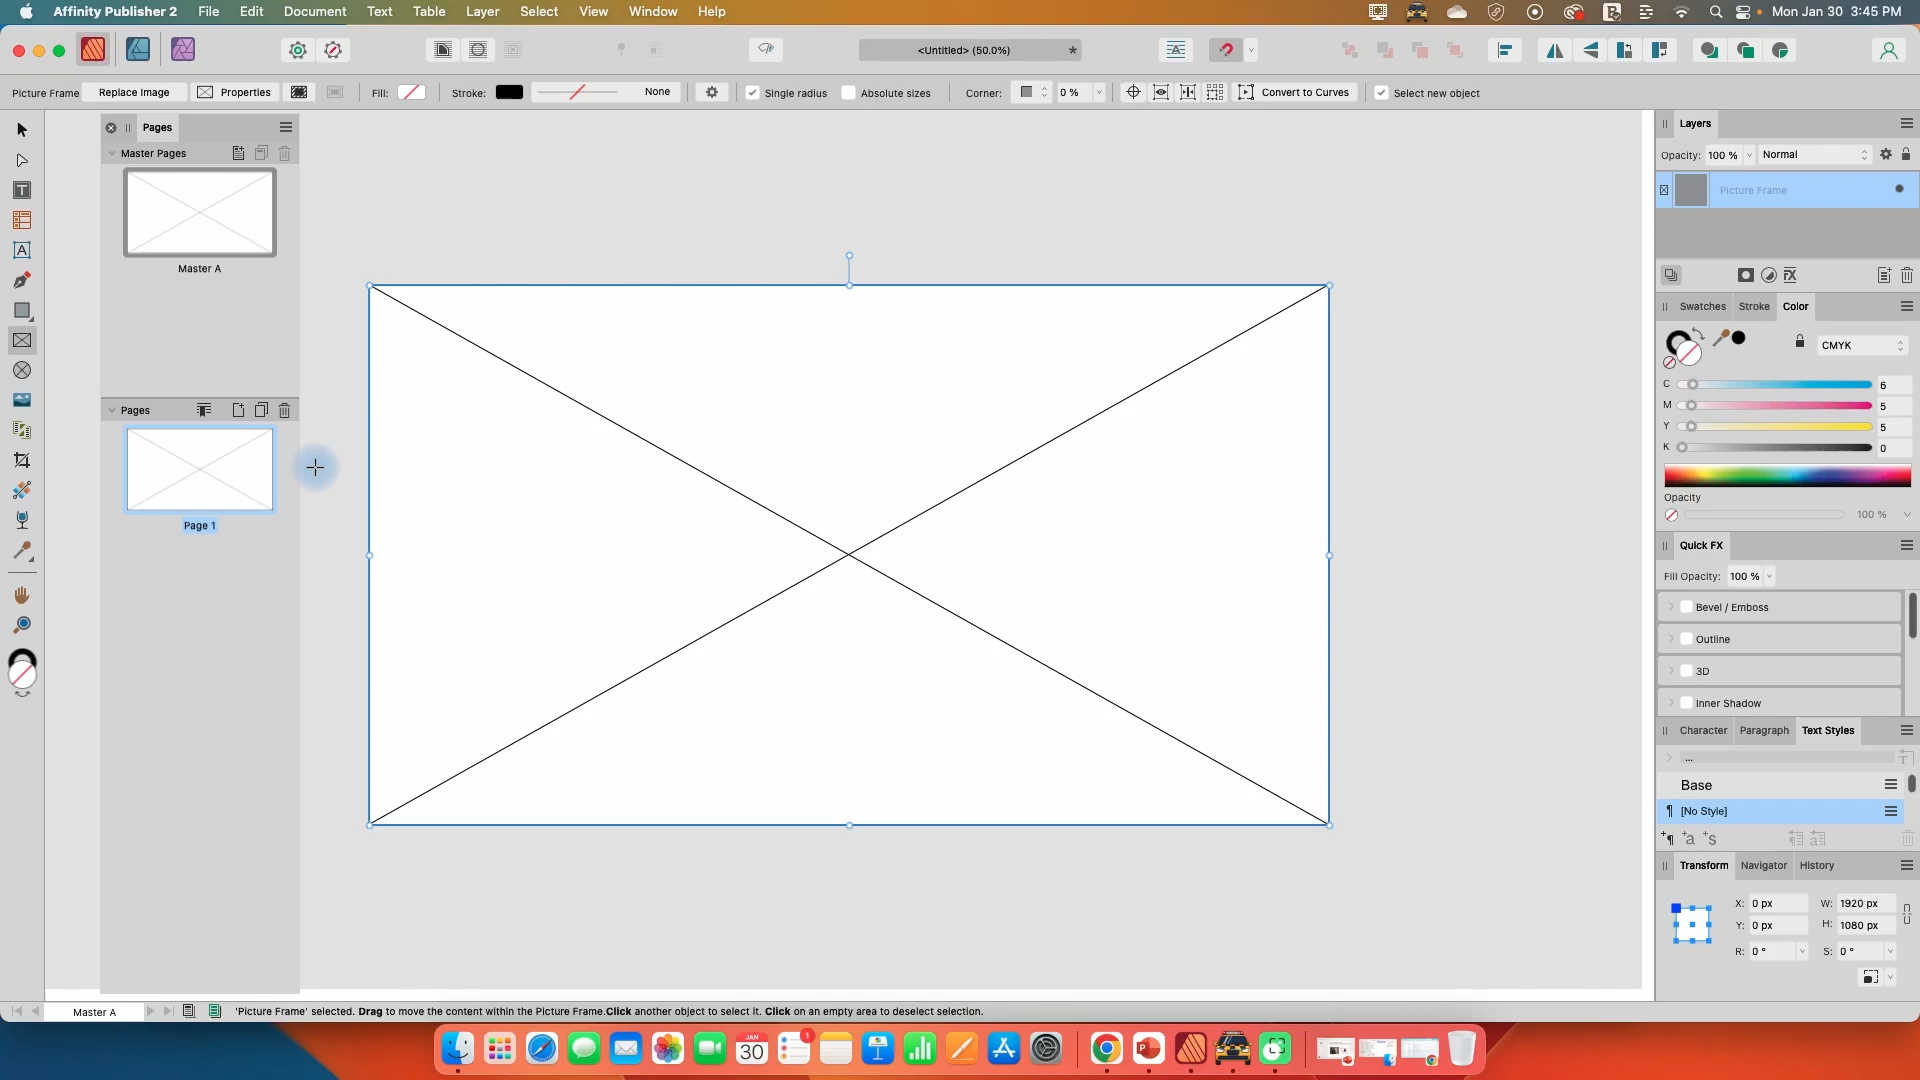 Affinity Publisher 2 File Edit Document Text Table Layer Select View Window Help
Mon Jan 30 3:45 PM
<Untitled> (50.0%)
*
Picture Frame Replace Image Properties Fill: Stroke: None Single radius Absolute sizes Corner: 0 % Convert to Curves Select new object
Pages
Master Pages
Master A
Pages
Page 1
Layers
Opacity: 100 % Normal
Picture Frame
Swatches Stroke Color
CMYK
C 6
M 5
Y 5
K 0
Opacity
100 %
Quick FX
Fill Opacity: 100 %
Bevel / Emboss
Outline
3D
Inner Shadow
Character Paragraph Text Styles
...
Base
[No Style]
Transform Navigator History
X: 0 px W: 1920 px
Y: 0 px H: 1080 px
R: 0 ° S: 0 °
Master A
'Picture Frame' selected. Drag to move the content within the Picture Frame.Click another object to select it. Click on an empty area to deselect selection.
JAN
30
1